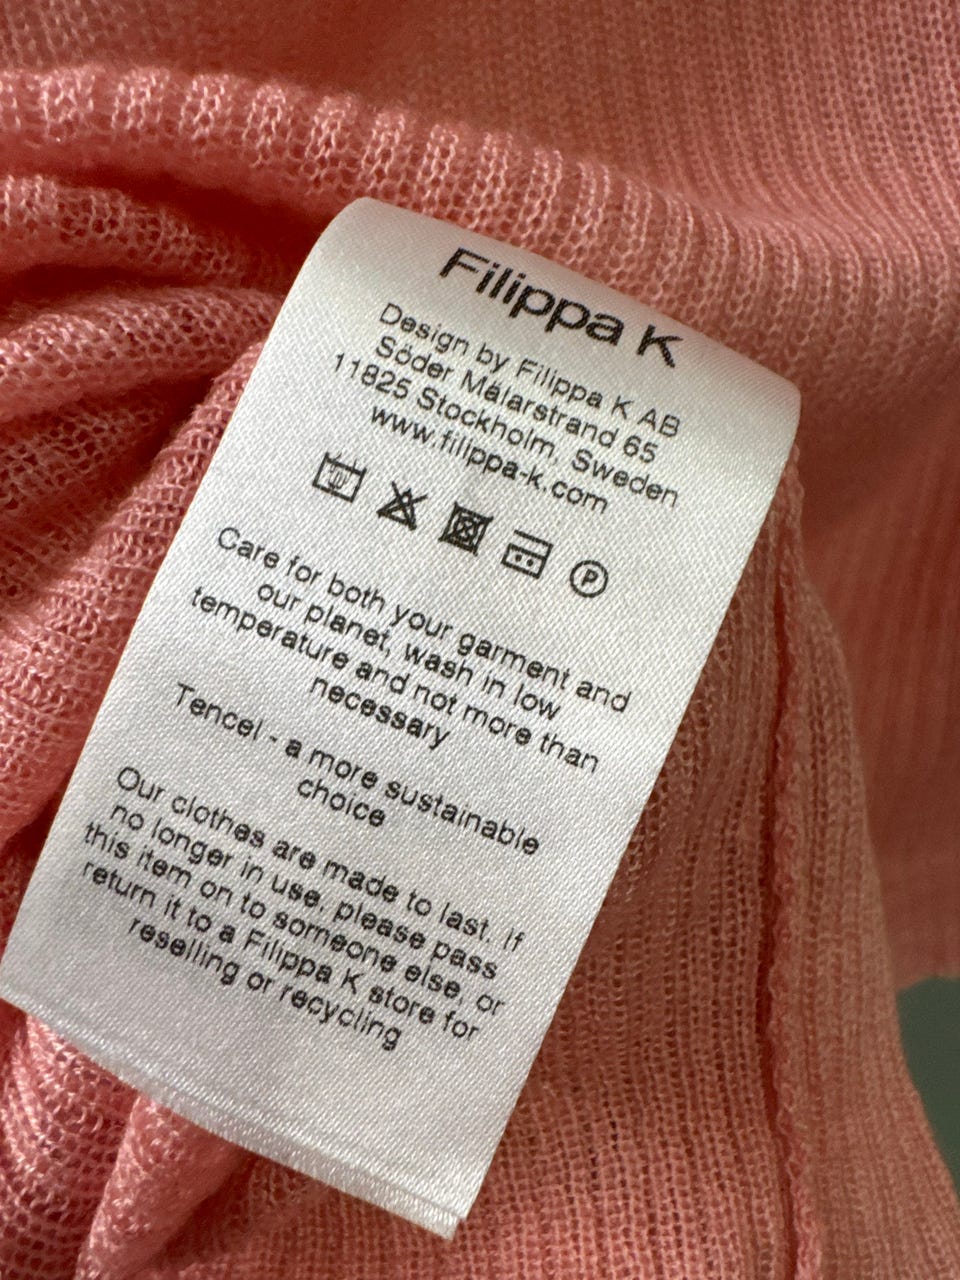 Filippa K
Design by Filippa K AB
Söder Mälarstrand 65
11825 Stockholm, Sweden
www.filippa-k.com
P
Care for both your garment and
our planet, wash in low
temperature and not more than
necessary
Tencel - a more sustainable
choice
Our clothes are made to last. If
no longer in use, please pass
this item on to someone else, or
return it to a Filippa K store for
reselling or recycling